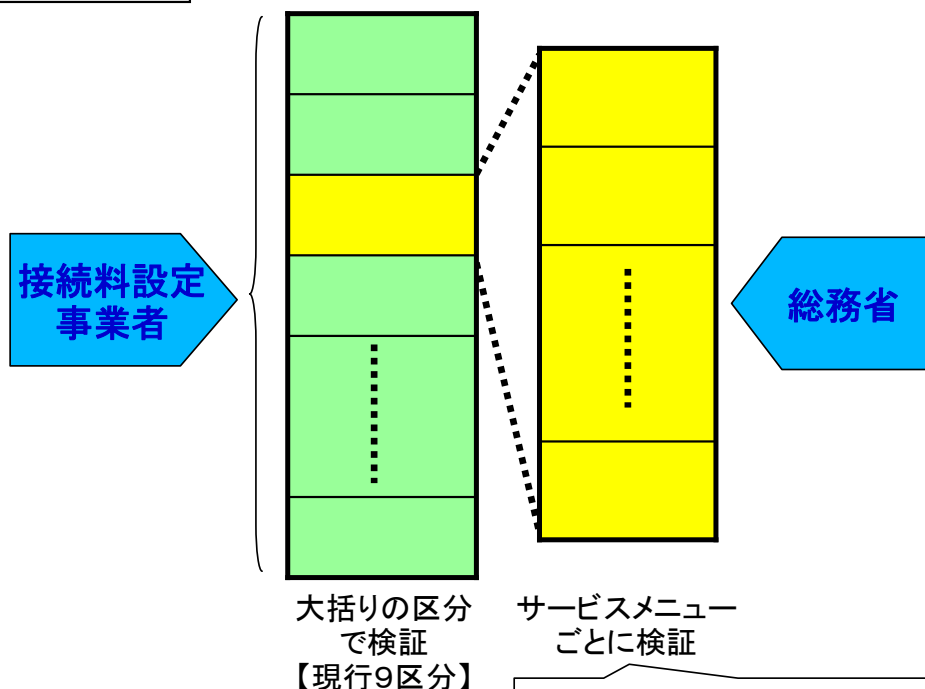 接続料設定
事業者
総務省
大括りの区分
で検証
【現行9区分】
サービスメニュー
ごとに検証